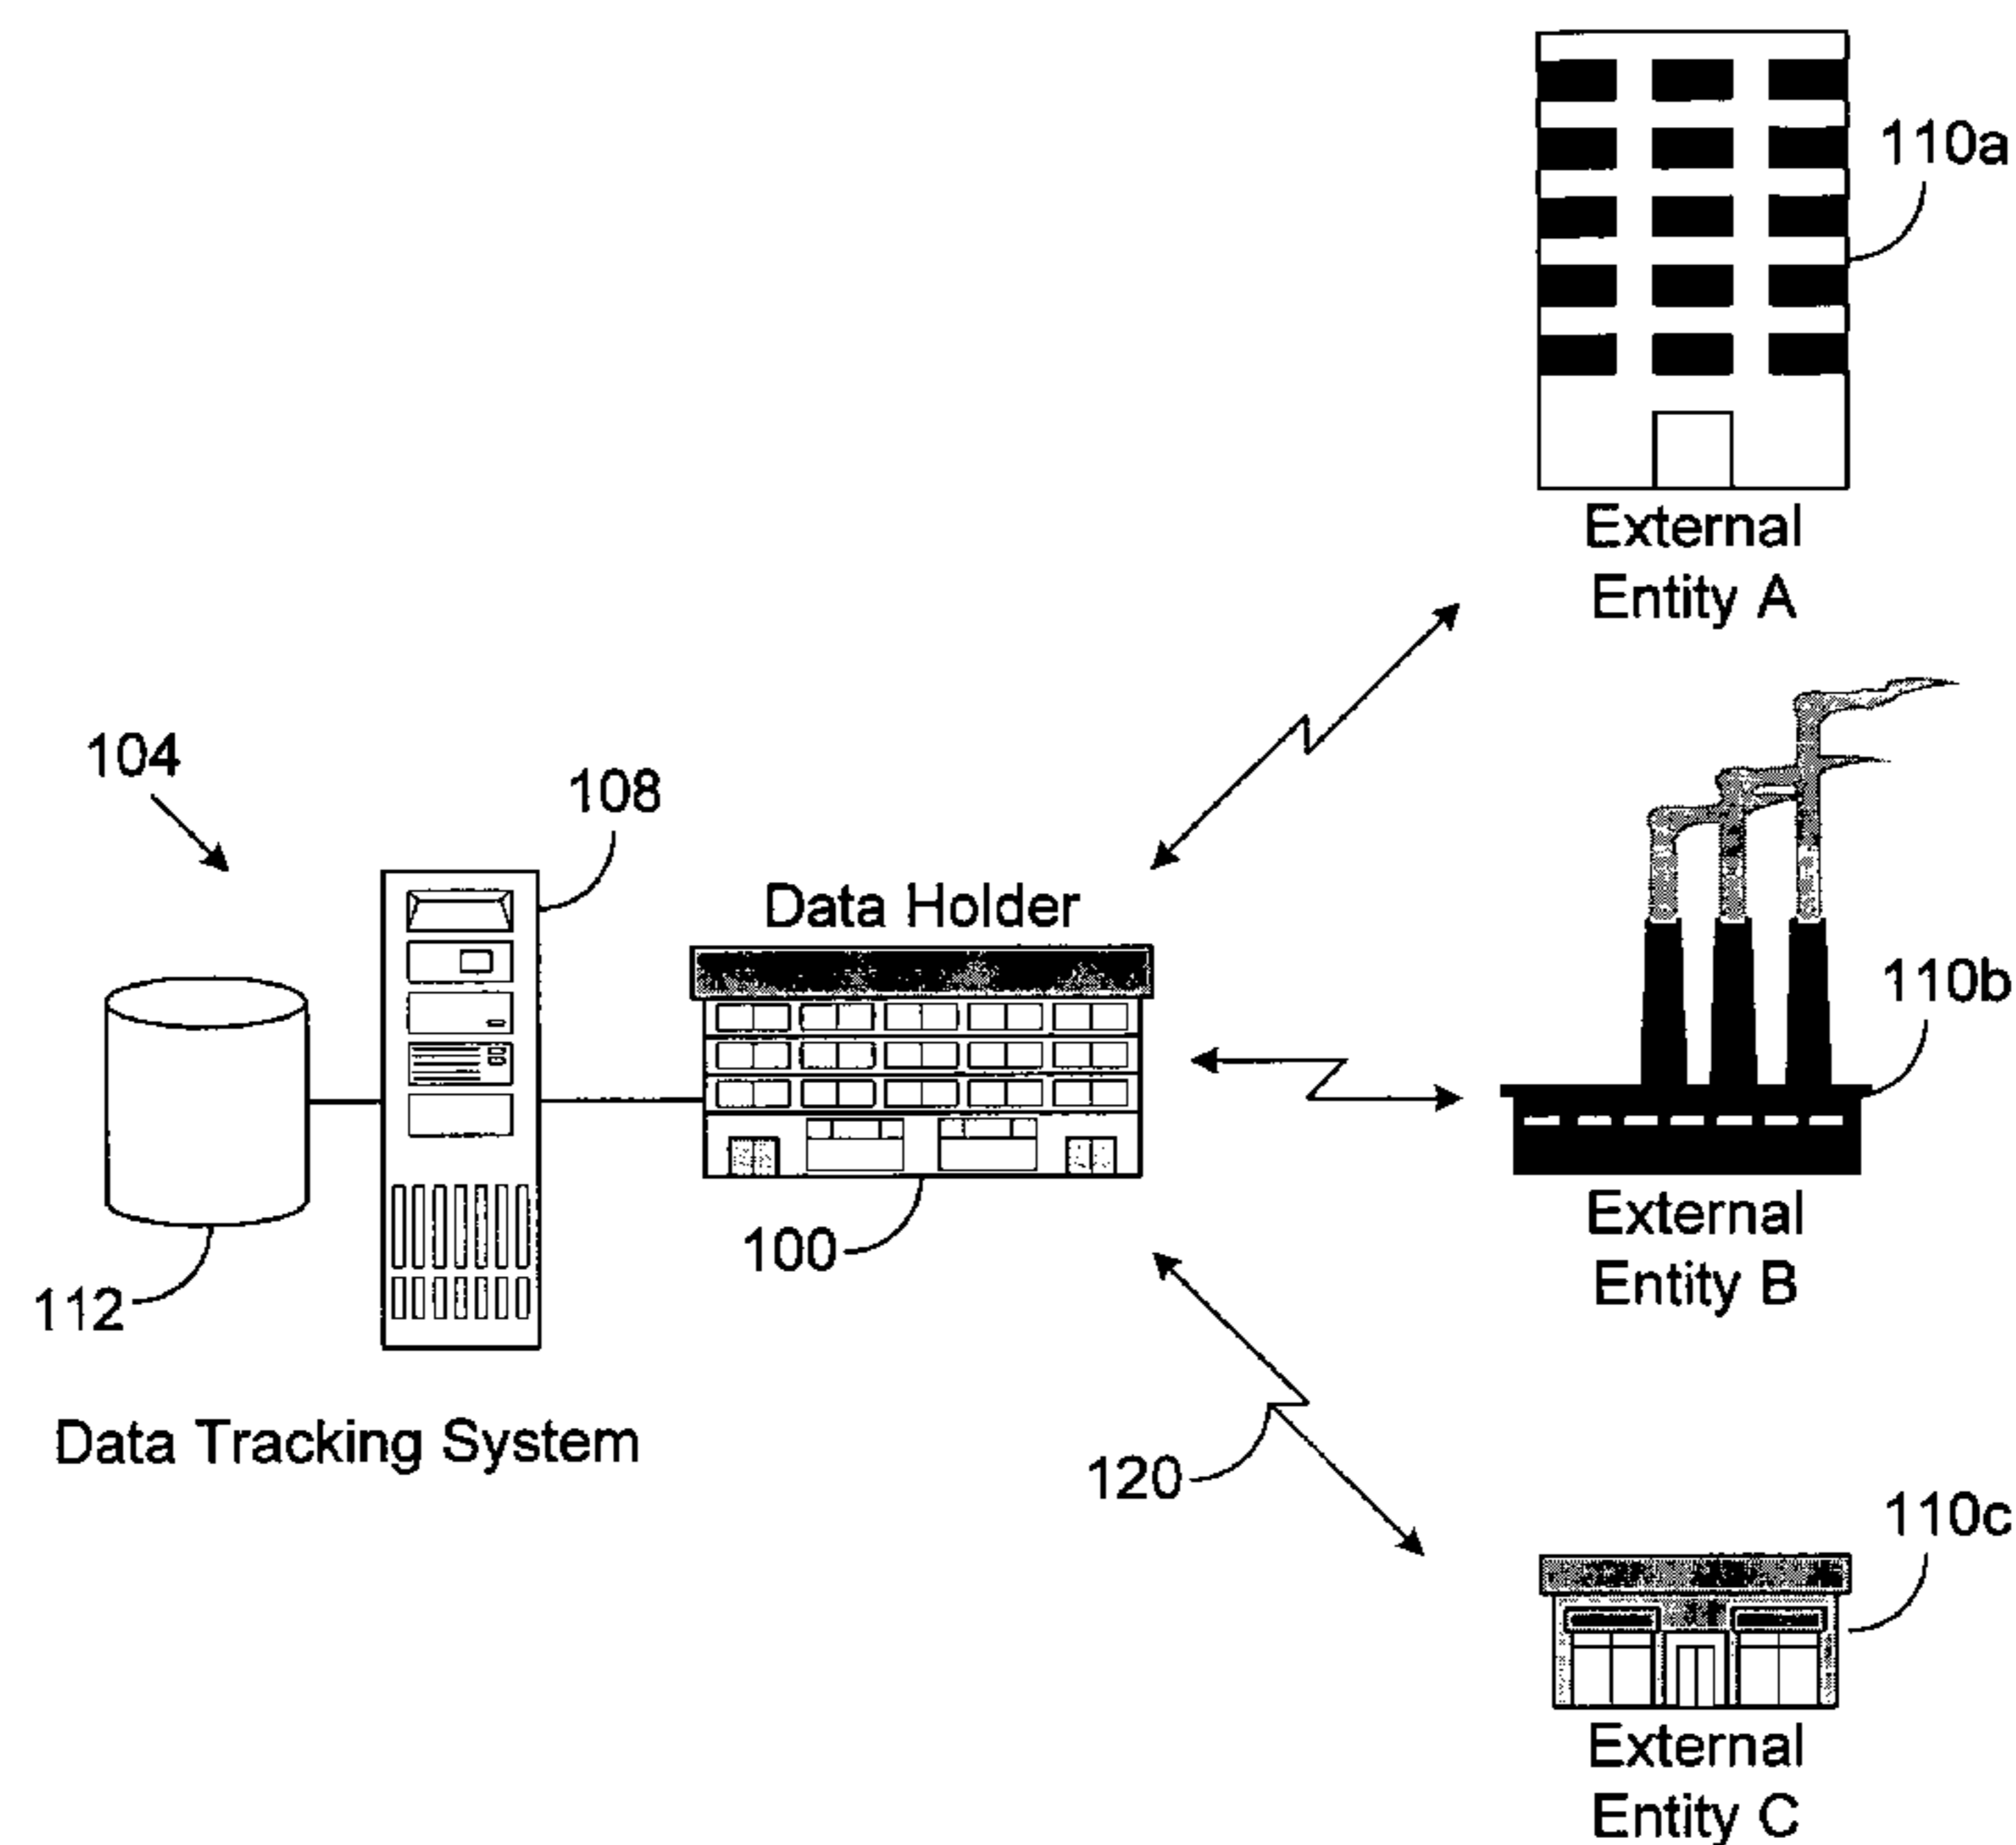 110a
External
Entity A
104
108
Data Holder
110b
External
Entity B
100
112
Data Tracking System
120
110c
External
Entity C